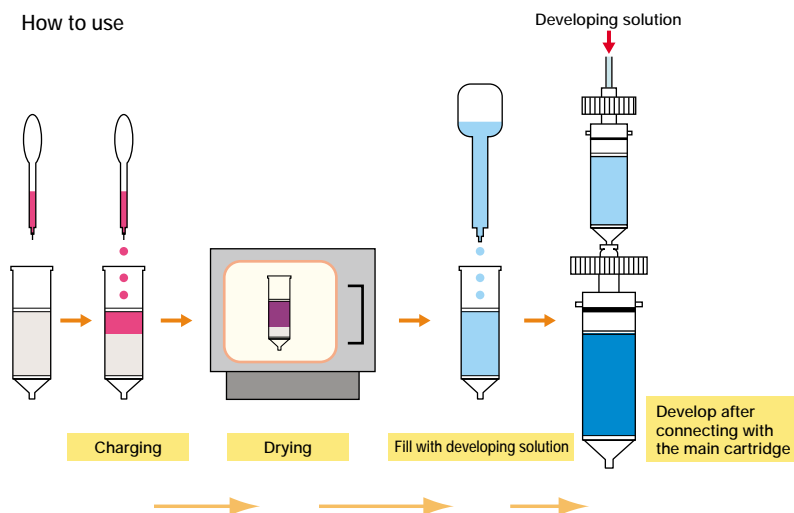 How to use
Developing solution
Charging
Drying
Fill with developing solution
Develop after
connecting with
the main cartridge